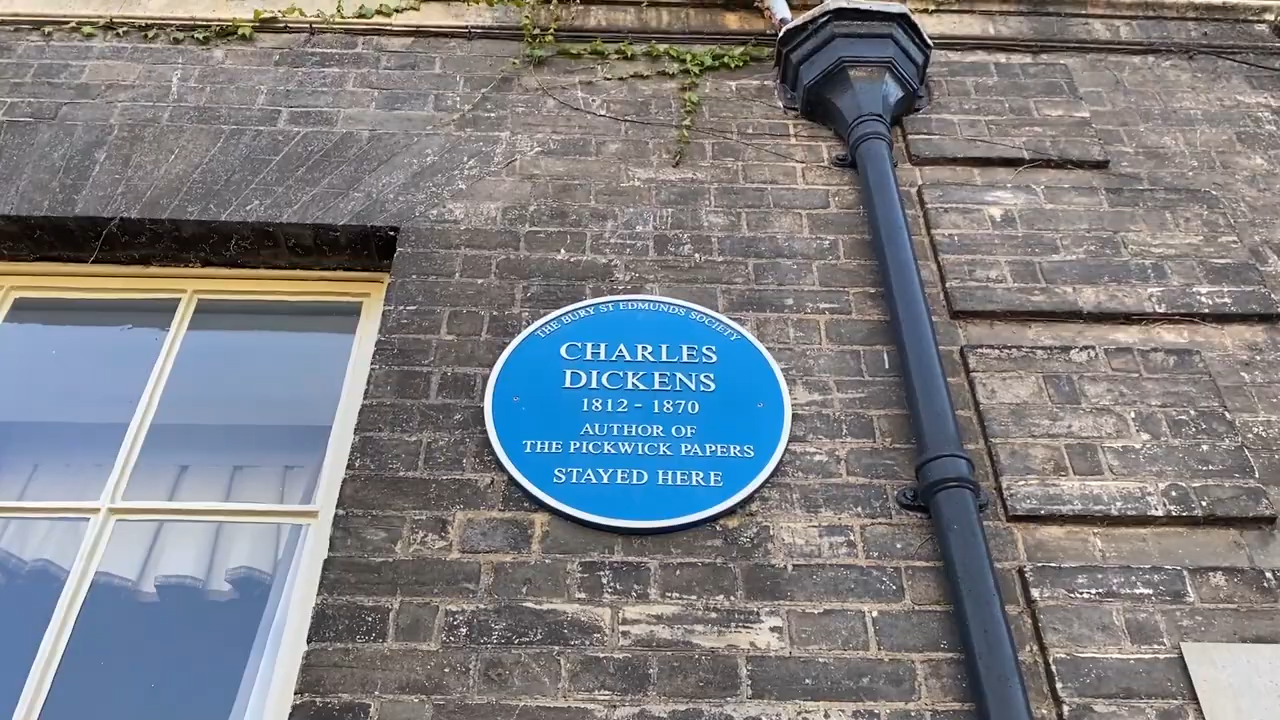 THE BURY ST EDMUNDS SOCIETY
CHARLES
DICKENS
1812 - 1870
AUTHOR OF
THE PICKWICK PAPERS
STAYED HERE